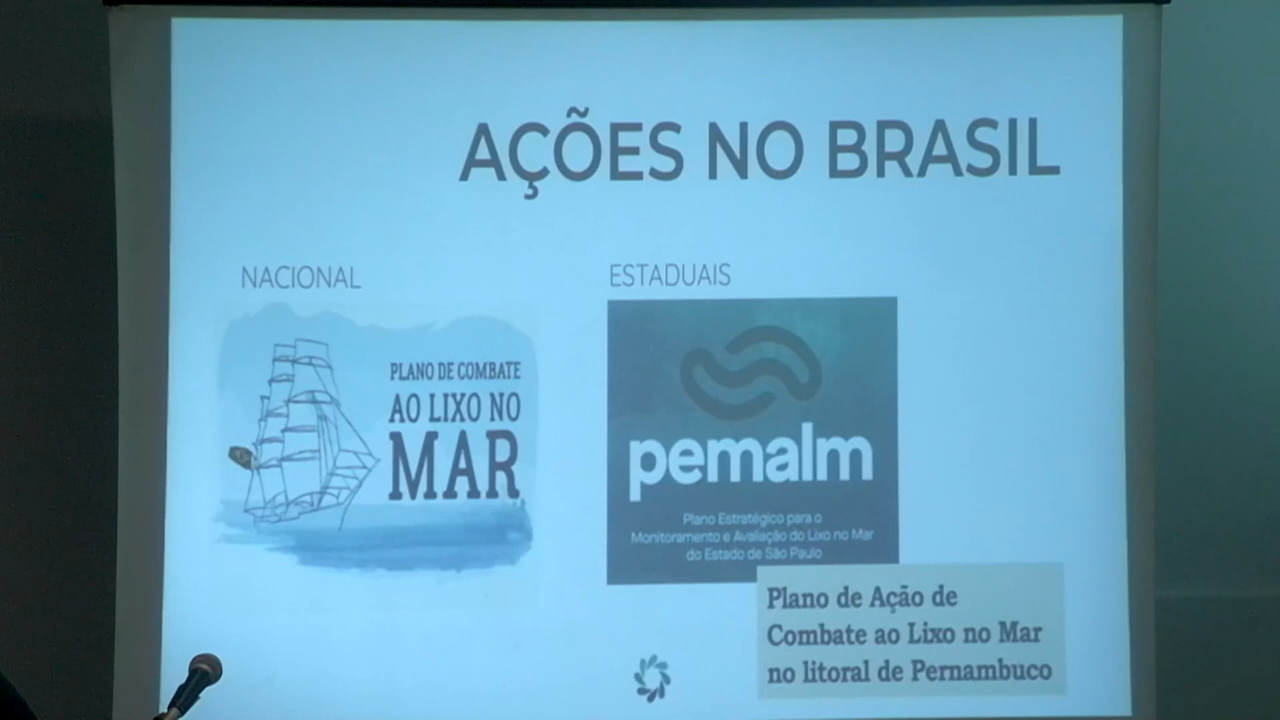 AÇÕES NO BRASIL
NACIONAL
PLANO DE COMBATE
AO LIXO NO
MAR
ESTADUAIS
pemalm
Plano Estratégico para o
Monitoramento e Avaliação do Lixo no Mar
do Estado de São Paulo
Plano de Ação de
Combate ao Lixo no Mar
no litoral de Pernambuco